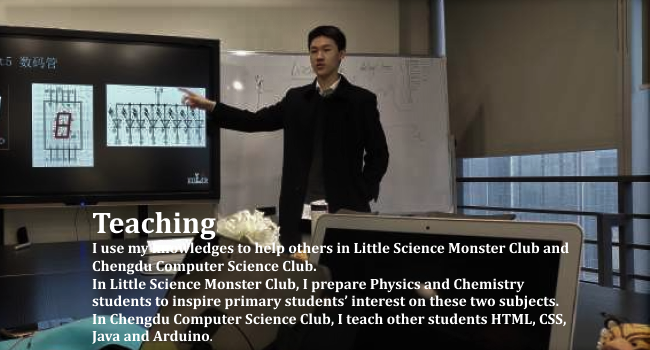 t5 数码管
Teaching
I use my knowledges to help others in Little Science Monster Club and
Chengdu Computer Science Club.
In Little Science Monster Club, I prepare Physics and Chemistry
students to inspire primary students’ interest on these two subjects.
In Chengdu Computer Science Club, I teach other students HTML, CSS,
Java and Arduino.